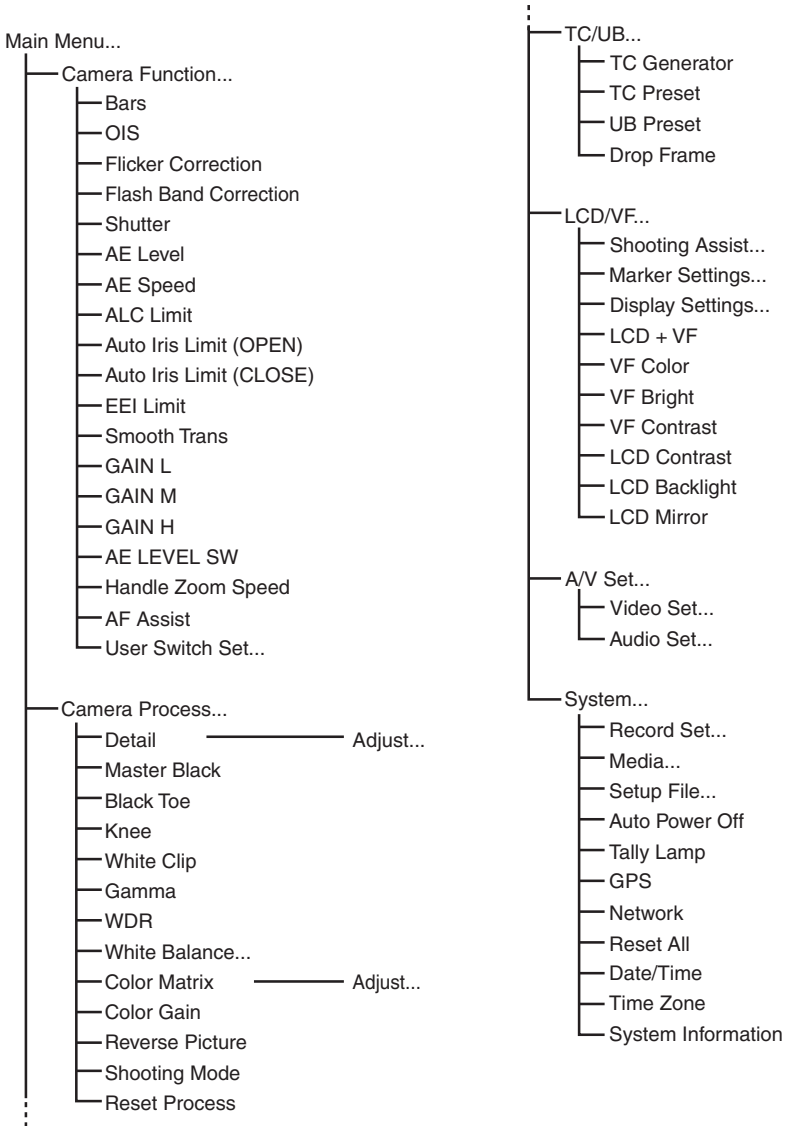 Main Menu...
Camera Function...
Bars
OIS
Flicker Correction
Flash Band Correction
Shutter
AE Level
AE Speed
ALC Limit
Auto Iris Limit (OPEN)
Auto Iris Limit (CLOSE)
EEI Limit
Smooth Trans
GAIN L
GAIN M
GAIN H
AE LEVEL SW
Handle Zoom Speed
AF Assist
User Switch Set...
Camera Process...
Detail Adjust...
Master Black
Black Toe
Knee
White Clip
Gamma
WDR
White Balance...
Color Matrix Adjust...
Color Gain
Reverse Picture
Shooting Mode
Reset Process
TC/UB...
TC Generator
TC Preset
UB Preset
Drop Frame
LCD/VF...
Shooting Assist...
Marker Settings...
Display Settings...
LCD + VF
VF Color
VF Bright
VF Contrast
LCD Contrast
LCD Backlight
LCD Mirror
A/V Set...
Video Set...
Audio Set...
System...
Record Set...
Media...
Setup File...
Auto Power Off
Tally Lamp
GPS
Network
Reset All
Date/Time
Time Zone
System Information